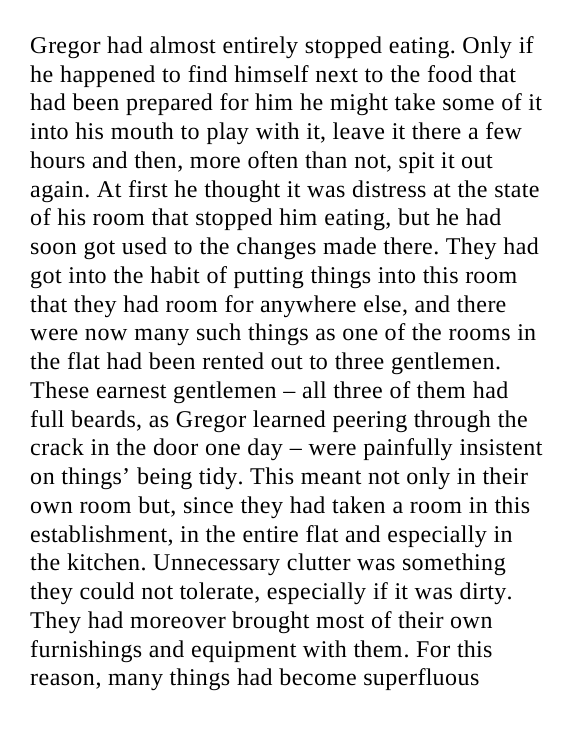 Gregor had almost entirely stopped eating. Only if
he happened to find himself next to the food that
had been prepared for him he might take some of it
into his mouth to play with it, leave it there a few
hours and then, more often than not, spit it out
again. At first he thought it was distress at the state
of his room that stopped him eating, but he had
soon got used to the changes made there. They had
got into the habit of putting things into this room
that they had room for anywhere else, and there
were now many such things as one of the rooms in
the flat had been rented out to three gentlemen.
These earnest gentlemen – all three of them had
full beards, as Gregor learned peering through the
crack in the door one day – were painfully insistent
on things’ being tidy. This meant not only in their
own room but, since they had taken a room in this
establishment, in the entire flat and especially in
the kitchen. Unnecessary clutter was something
they could not tolerate, especially if it was dirty.
They had moreover brought most of their own
furnishings and equipment with them. For this
reason, many things had become superfluous